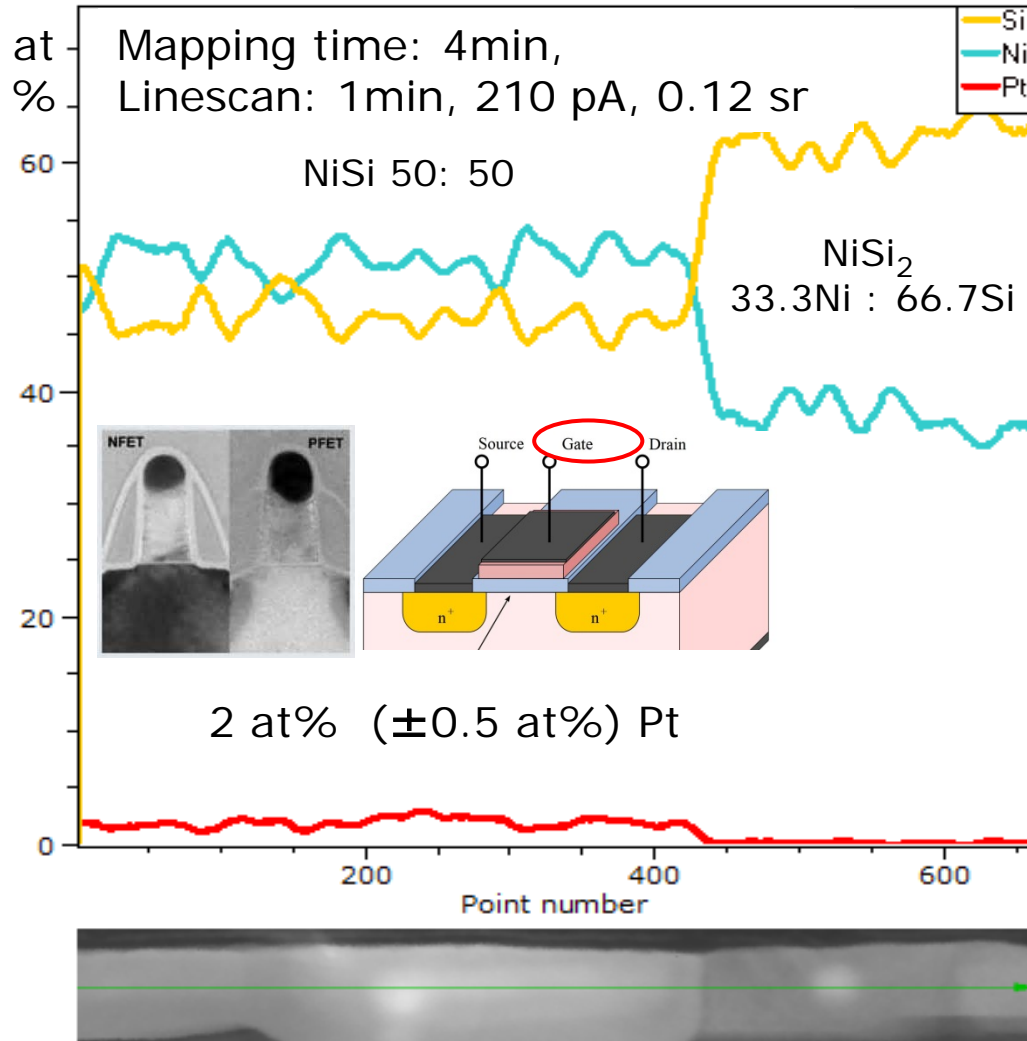 at
%
Mapping time: 4min,
Linescan: 1min, 210 pA, 0.12 sr
Si
Ni
Pt
NiSi 50: 50
NiSi₂
33.3Ni : 66.7Si
60
40
20
0
NFET
PFET
Source
Gate
Drain
n⁺
n⁺
2 at% (±0.5 at%) Pt
200
400
600
Point number